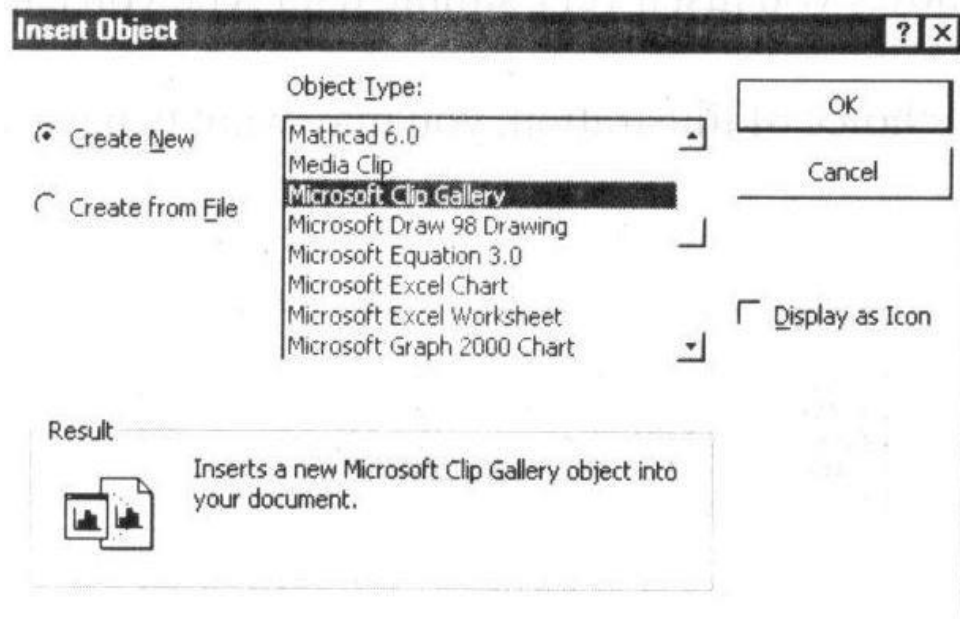 Insert Object
Object Type:
Create New
Create from File
Mathcad 6.0
Media Clip
Microsoft Clip Gallery
Microsoft Draw 98 Drawing
Microsoft Equation 3.0
Microsoft Excel Chart
Microsoft Excel Worksheet
Microsoft Graph 2000 Chart
OK
Cancel
Display as Icon
Result
Inserts a new Microsoft Clip Gallery object into
your document.